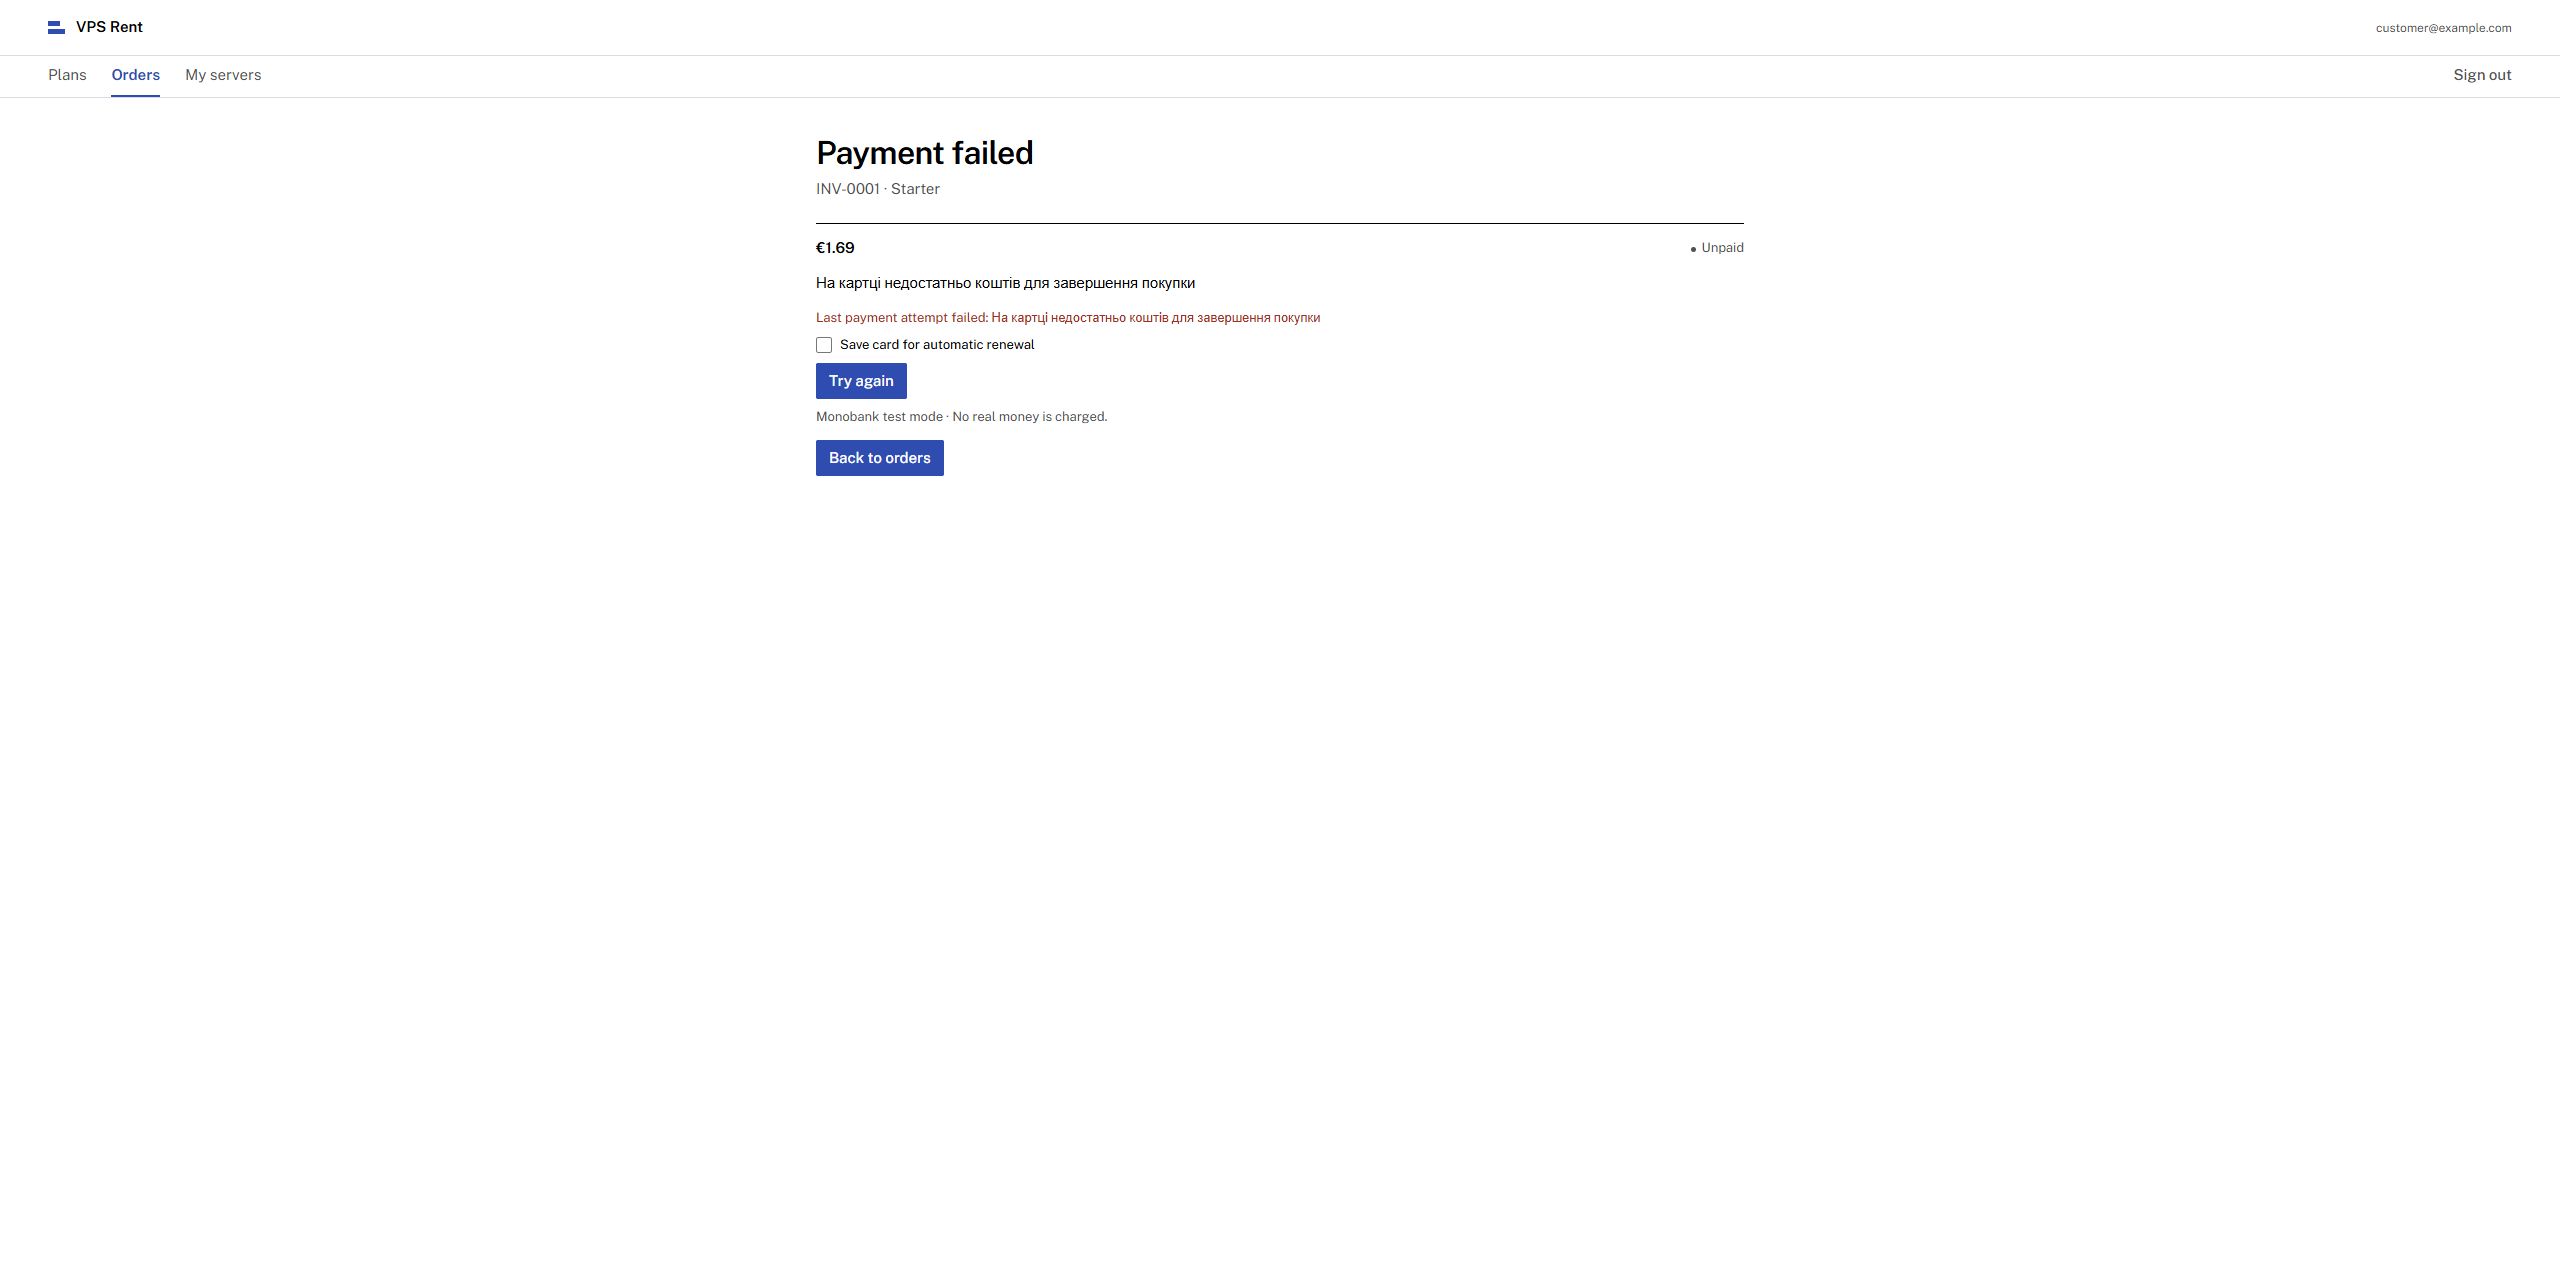 VPS Rent
customer@example.com
Plans Orders My servers
Sign out
Payment failed
INV-0001 · Starter
€1.69
Unpaid
На картці недостатньо коштів для завершення покупки
Last payment attempt failed: На картці недостатньо коштів для завершення покупки
Save card for automatic renewal
Try again
Monobank test mode · No real money is charged.
Back to orders